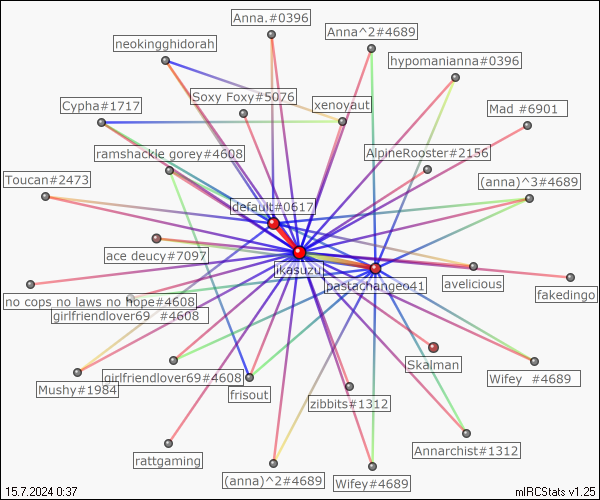 Anna.#0396
Anna^2#4689
neokingghidorah
hypomanianna#0396
Soxy Foxy#5076
Cypha#1717
xenoyaut
Mad #6901
ramshackle gorey#4608
AlpineRooster#2156
Toucan#2473
(anna)^3#4689
default#0617
ace deucy#7097
ikasuzu
pastachangeo41
avelicious
fakedingo
no cops no laws no hope#4608
girlfriendlover69 #4608
Skalman
girlfriendlover69#4608
Wifey #4689
Mushy#1984
frisout
zibbits#1312
rattgaming
Annarchist#1312
(anna)^2#4689
Wifey#4689
15.7.2024 0:37
mIRCStats v1.25